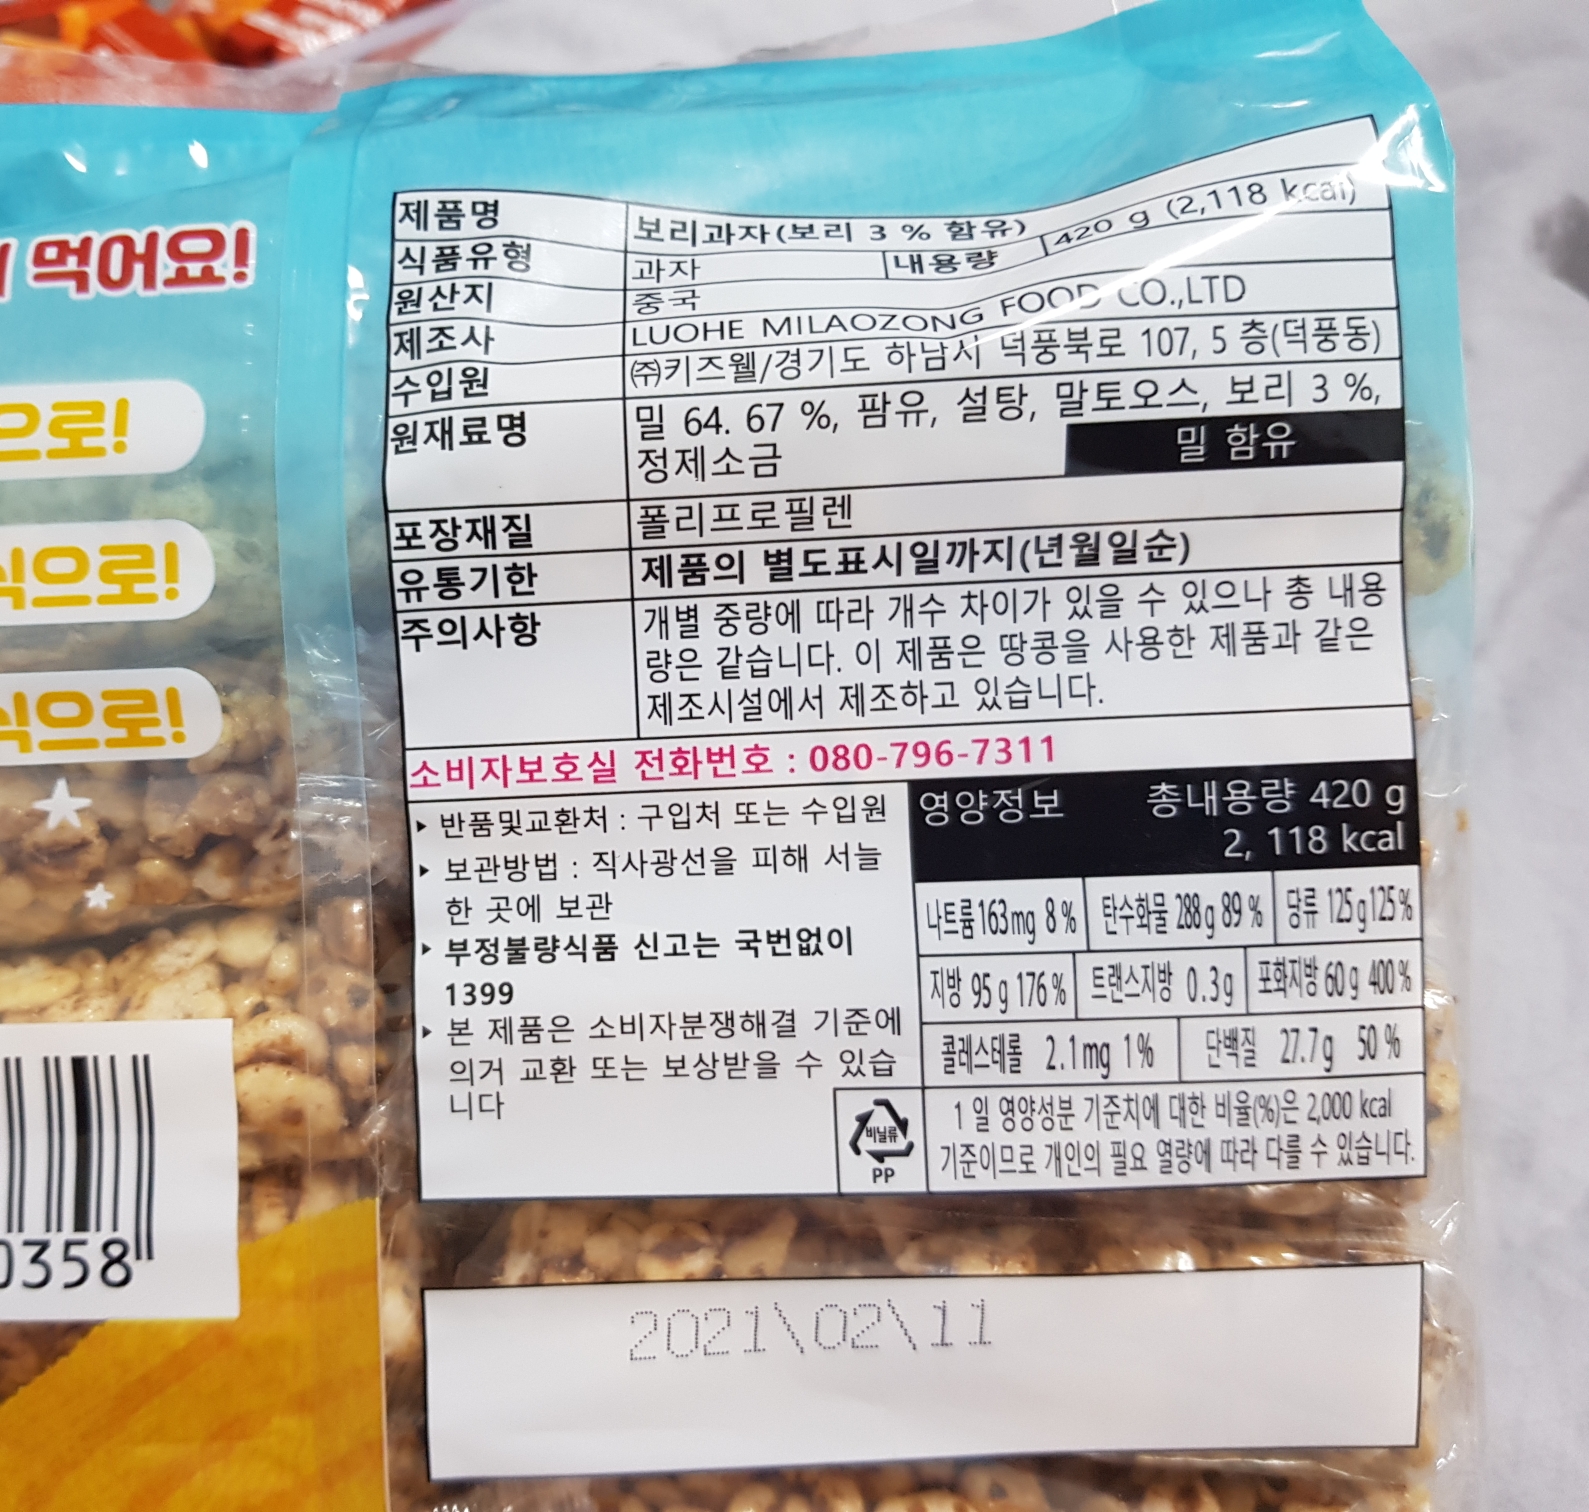 먹어요!
으로!
식으로!
식으로!
0358
제품명 보리과자(보리 3 % 함유)
식품유형 과자 내용량 420 g (2,118 kcal)
원산지 중국
제조사 LUOHE MILAOZONG FOOD CO.,LTD
수입원 ㈜키즈웰/경기도 하남시 덕풍북로 107, 5 층(덕풍동)
원재료명 밀 64. 67 %, 팜유, 설탕, 말토오스, 보리 3 %,
정제소금 밀 함유
포장재질 폴리프로필렌
유통기한 제품의 별도표시일까지(년월일순)
주의사항 개별 중량에 따라 개수 차이가 있을 수 있으나 총 내용
량은 같습니다. 이 제품은 땅콩을 사용한 제품과 같은
제조시설에서 제조하고 있습니다.
소비자보호실 전화번호 : 080-796-7311
▸ 반품및교환처 : 구입처 또는 수입원
▸ 보관방법 : 직사광선을 피해 서늘
한 곳에 보관
▸ 부정불량식품 신고는 국번없이
1399
▸ 본 제품은 소비자분쟁해결 기준에
의거 교환 또는 보상받을 수 있습
니다
영양정보 총내용량 420 g
2, 118 kcal
나트륨 163mg 8 % 탄수화물 288 g 89 % 당류 125 g 125 %
지방 95 g 176 % 트랜스지방 0.3g 포화지방 60 g 400 %
콜레스테롤 2.1mg 1 % 단백질 27.7g 50 %
1 일 영양성분 기준치에 대한 비율(%)은 2,000 kcal
기준이므로 개인의 필요 열량에 따라 다를 수 있습니다.
비닐류
PP
2021\02\11